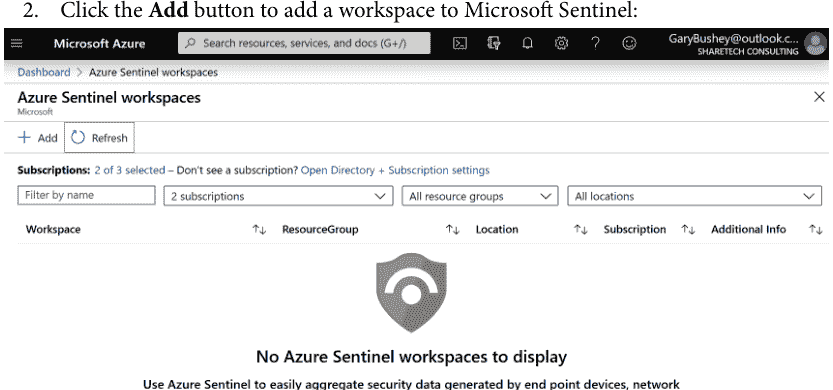 2. Click the Add button to add a workspace to Microsoft Sentinel:
Microsoft Azure
Search resources, services, and docs (G+/)
GaryBushey@outlook.c...
SHARETECH CONSULTING
Dashboard > Azure Sentinel workspaces
Azure Sentinel workspaces
Microsoft
+ Add Refresh
Subscriptions: 2 of 3 selected – Don't see a subscription? Open Directory + Subscription settings
Filter by name 2 subscriptions All resource groups All locations
Workspace ↑↓ ResourceGroup ↑↓ Location ↑↓ Subscription ↑↓ Additional Info ↑↓
No Azure Sentinel workspaces to display
Use Azure Sentinel to easily aggregate security data generated by end point devices, network